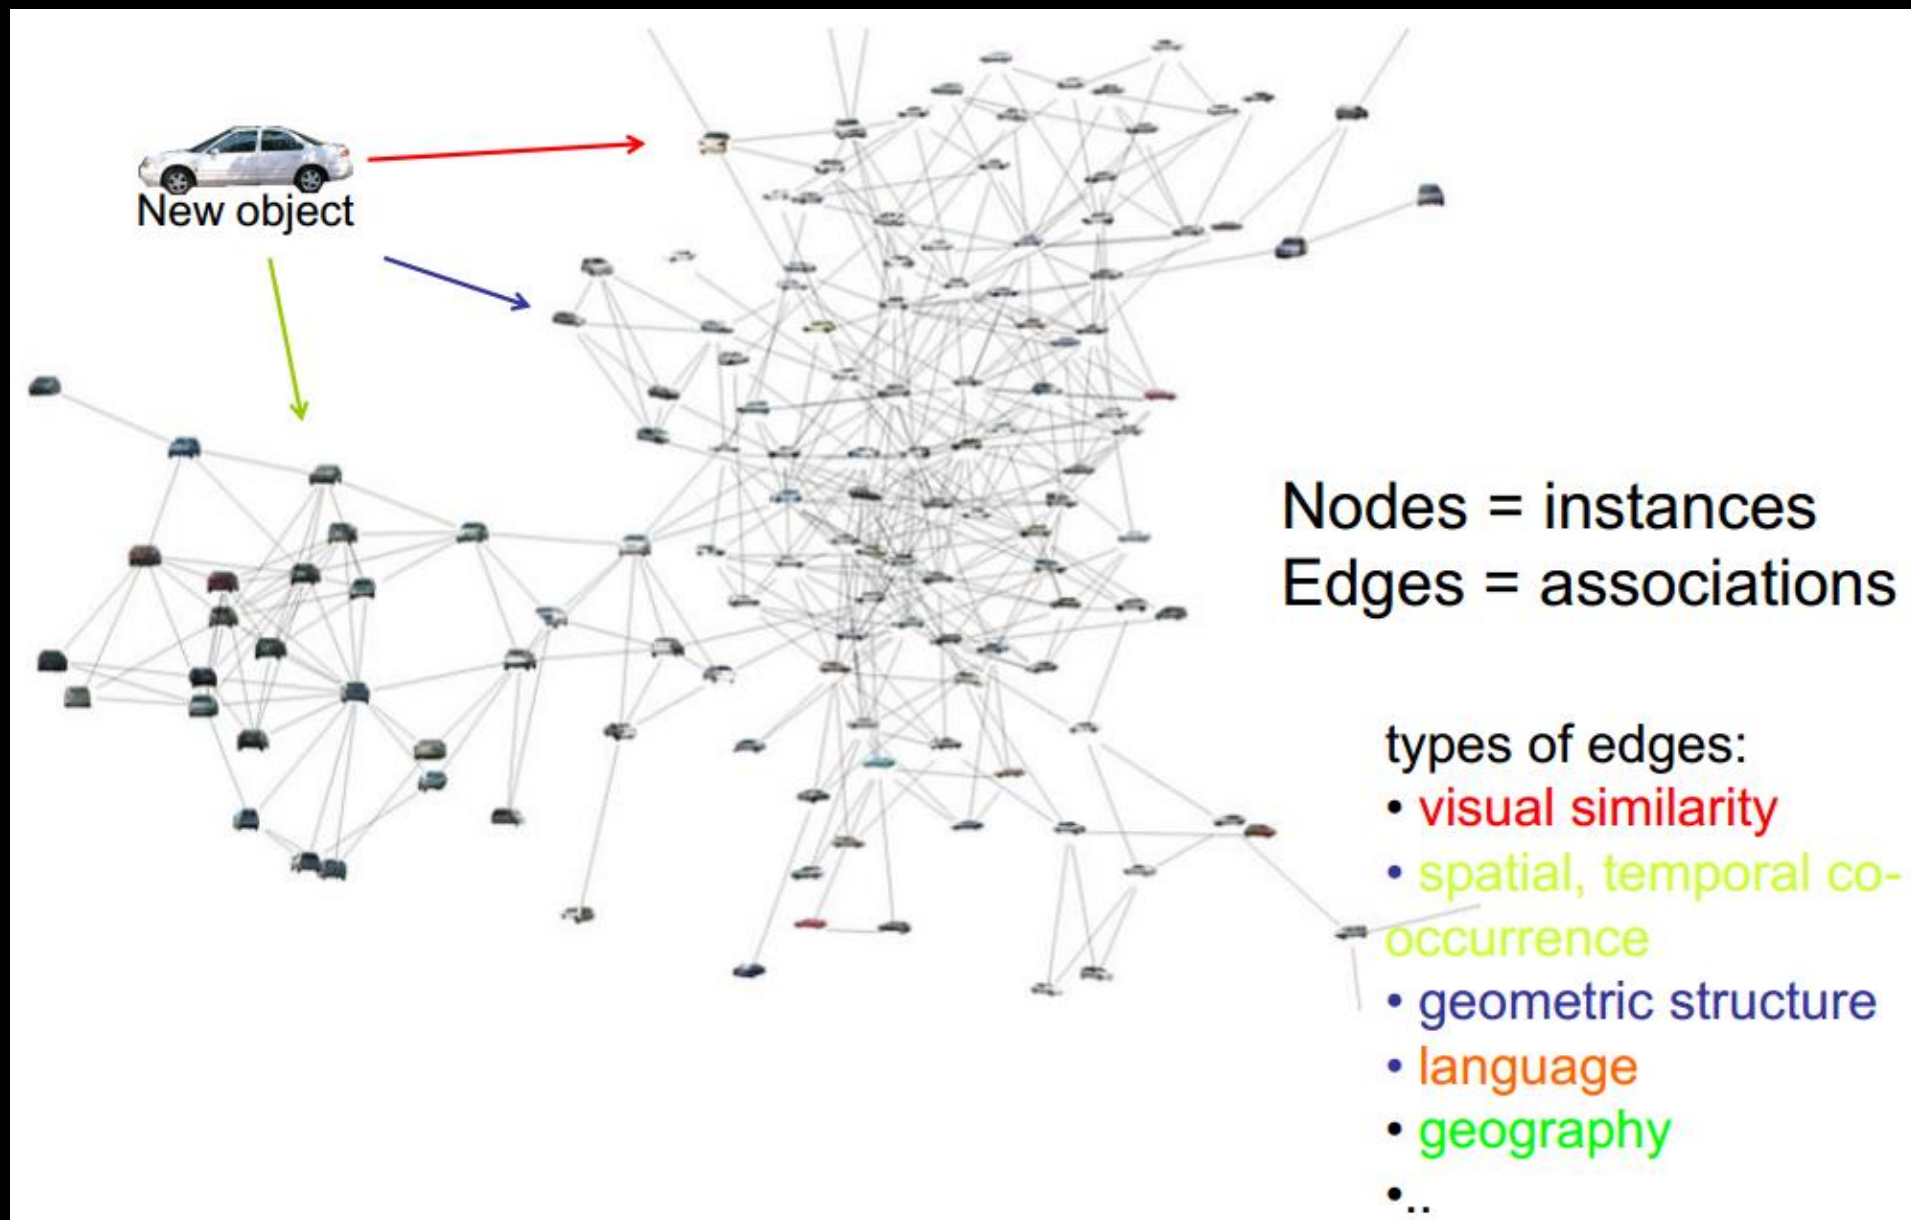 New object
Nodes = instances
Edges = associations
types of edges:
• visual similarity
• spatial, temporal co-
occurrence
• geometric structure
• language
• geography
•..